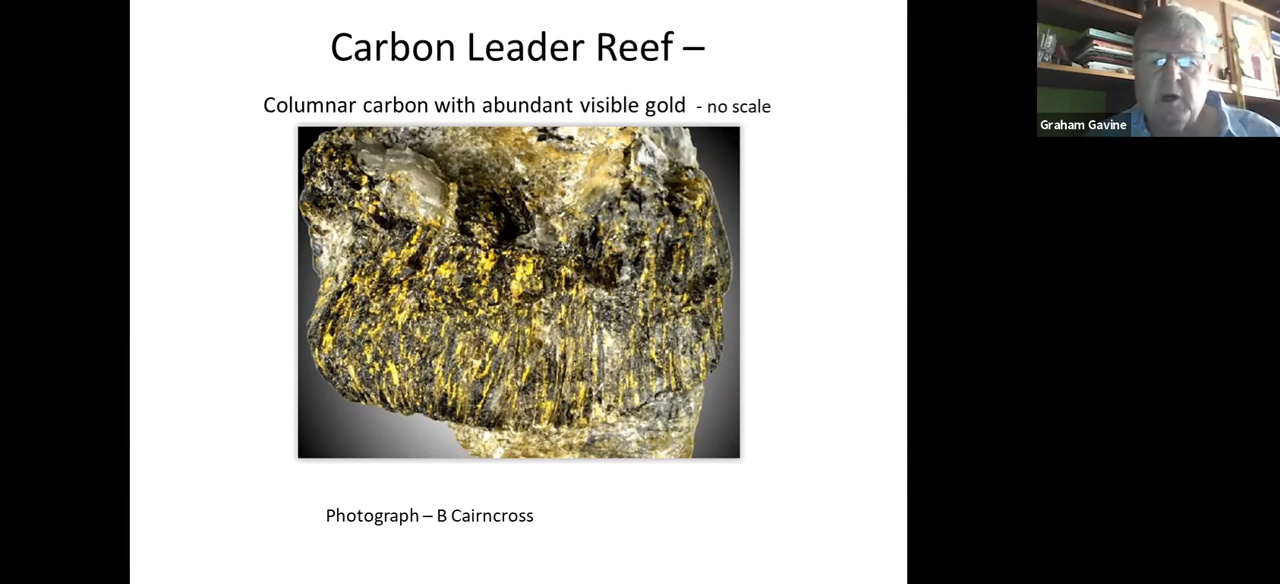 Carbon Leader Reef –
Columnar carbon with abundant visible gold - no scale
Graham Gavine
Photograph – B Cairncross